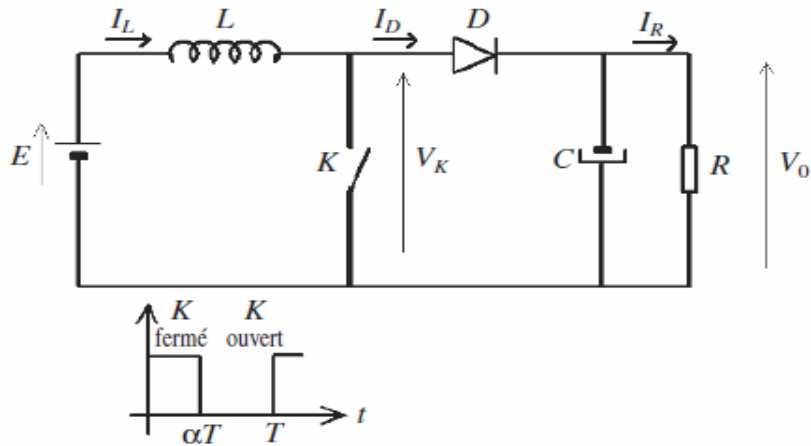 I_L L I_D D I_R
E K V_K C R V_0
K K
fermé ouvert
αT T t